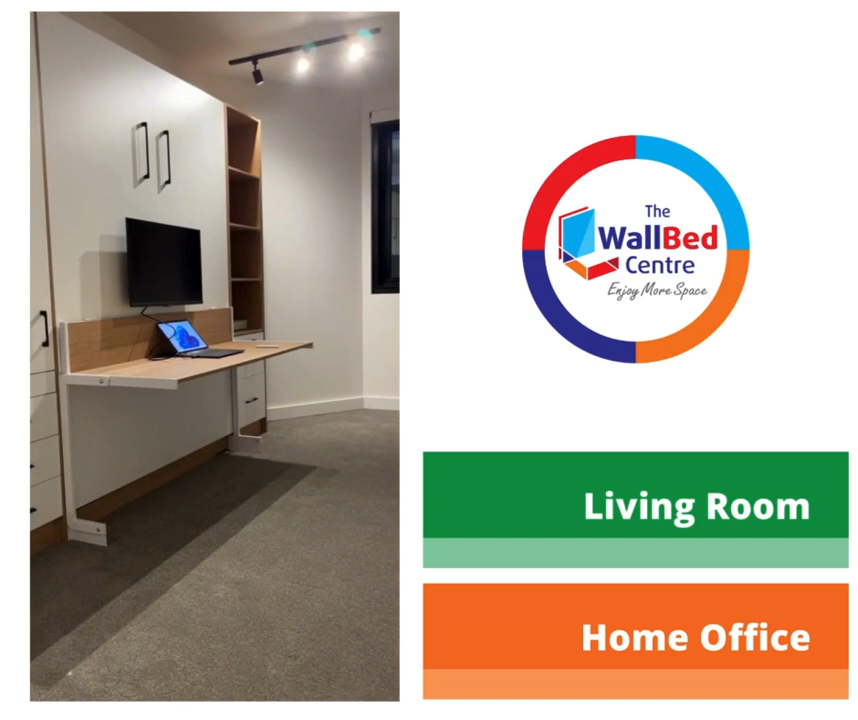 The
WallBed
Centre
Enjoy More Space
Living Room
Home Office